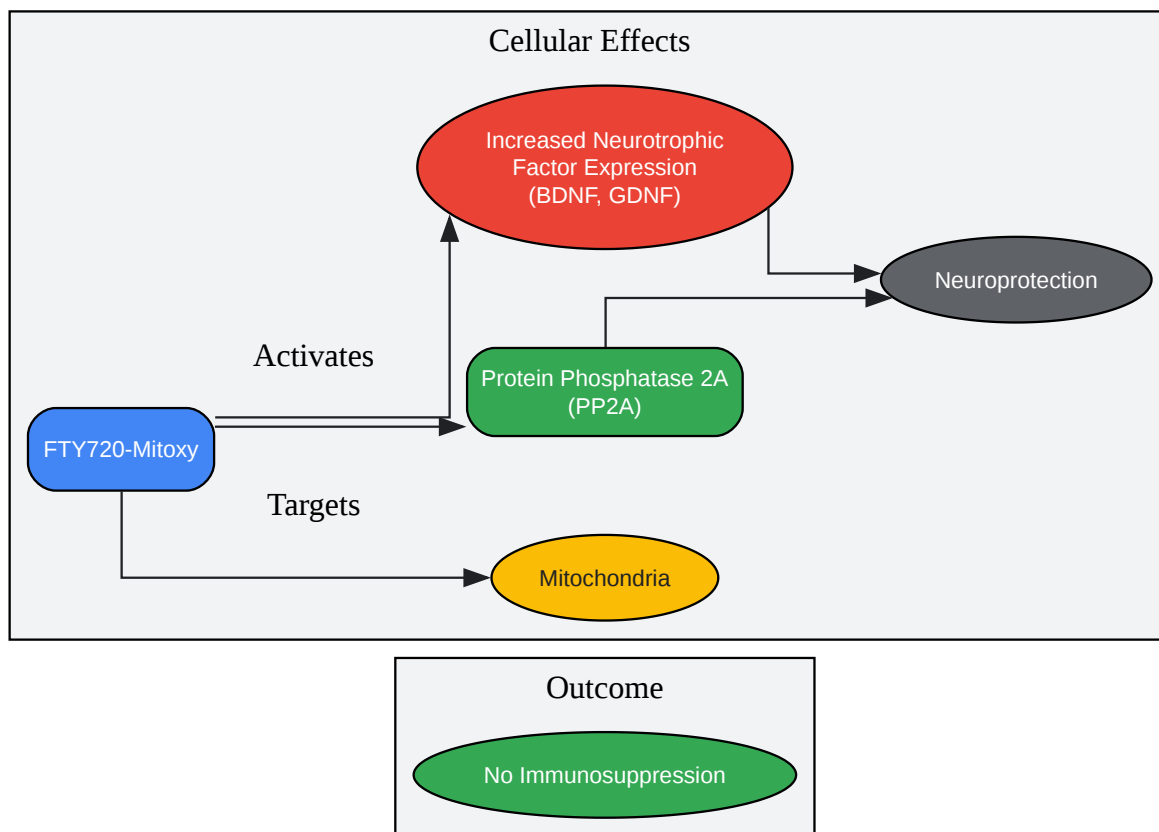 Cellular Effects
Increased Neurotrophic
Factor Expression
(BDNF, GDNF)
Neuroprotection
Activates
Protein Phosphatase 2A
(PP2A)
FTY720-Mitoxy
Targets
Mitochondria
Outcome
No Immunosuppression